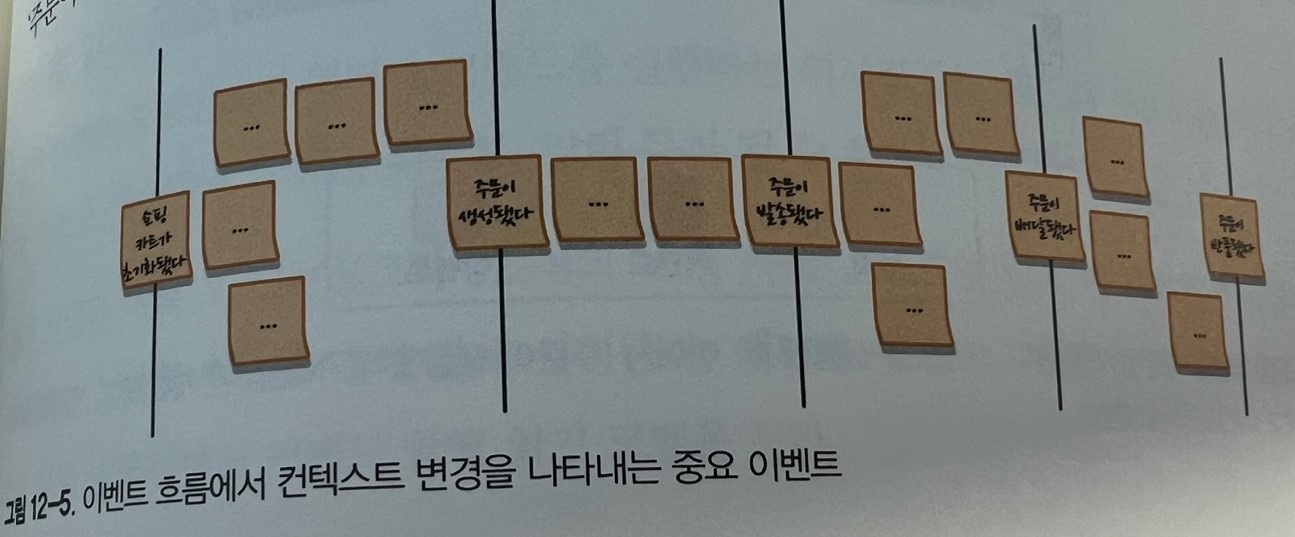 ...
...
...
쇼핑
카트가
초기화됐다
...
...
주문이
생성됐다
...
...
주문이
발송됐다
...
...
...
...
주문이
배달됐다
...
...
...
주문이
반품됐다
그림 12-5. 이벤트 흐름에서 컨텍스트 변경을 나타내는 중요 이벤트